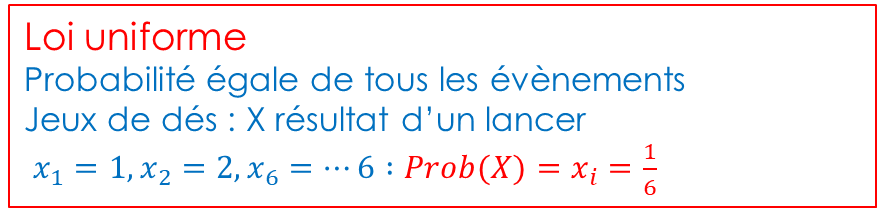 Loi uniforme
Probabilité égale de tous les évènements
Jeux de dés : X résultat d’un lancer
x₁ = 1, x₂ = 2, x₆ = ⋯ 6 : Prob(X) = xᵢ = 1/6